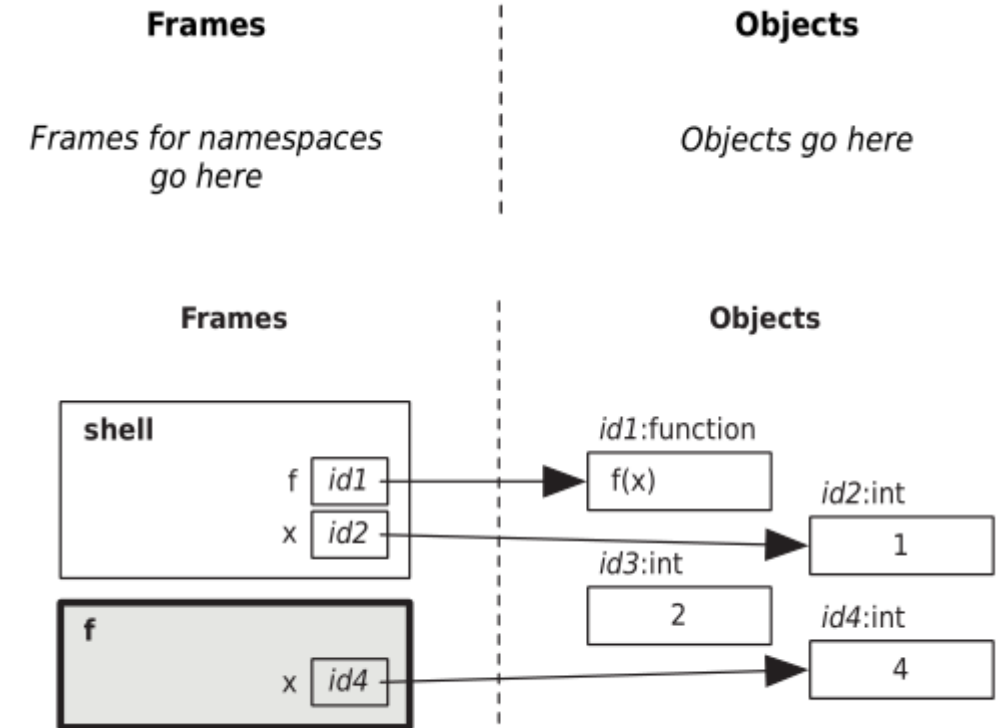 Frames
Objects
Frames for namespaces
go here
Objects go here
Frames
Objects
shell
id1:function
f id1
f(x)
id2:int
x id2
1
id3:int
2
f
id4:int
x id4
4